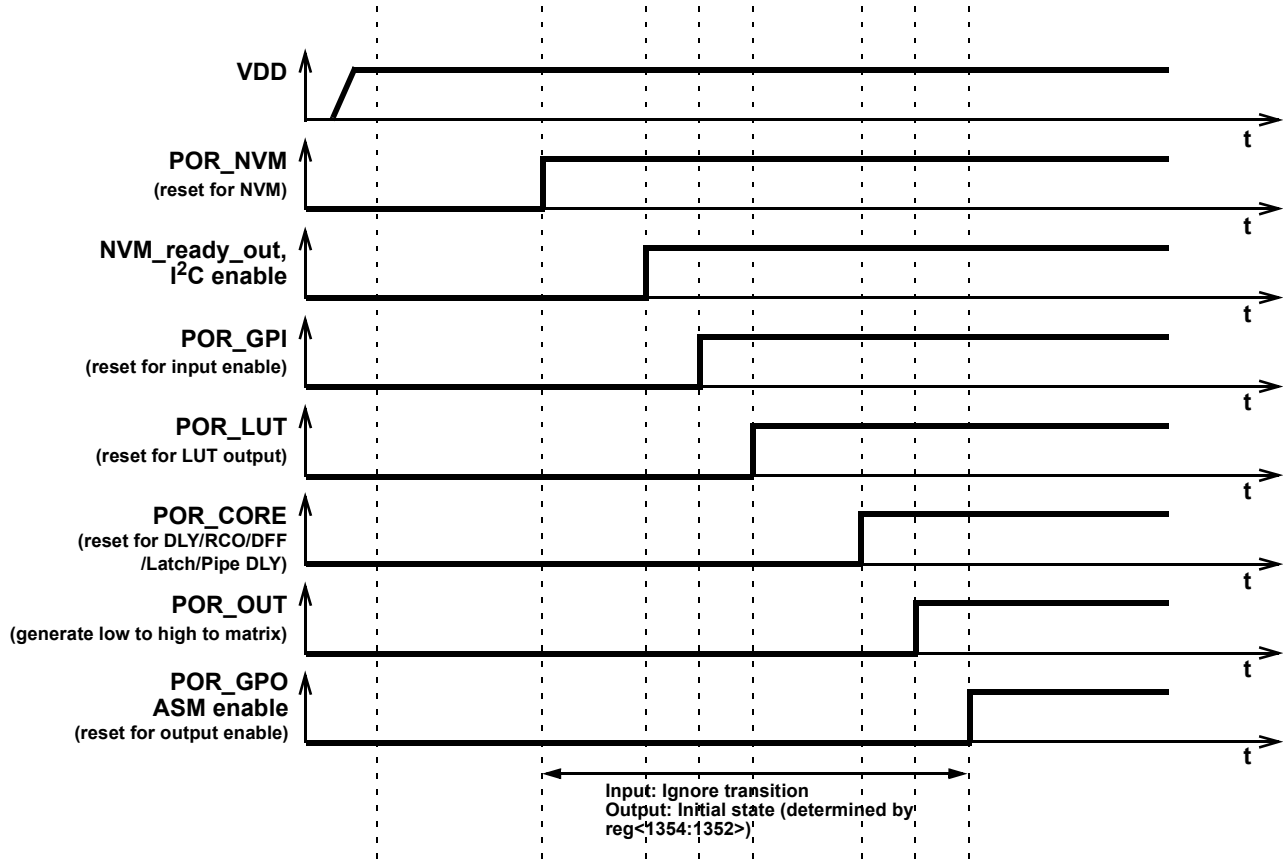 VDD
t
POR_NVM
(reset for NVM)
t
NVM_ready_out,
I²C enable
t
POR_GPI
(reset for input enable)
t
POR_LUT
(reset for LUT output)
t
POR_CORE
(reset for DLY/RCO/DFF
/Latch/Pipe DLY)
t
POR_OUT
(generate low to high to matrix)
t
POR_GPO
ASM enable
(reset for output enable)
t
Input: Ignore transition
Output: Initial state (determined by
reg<1354:1352>)